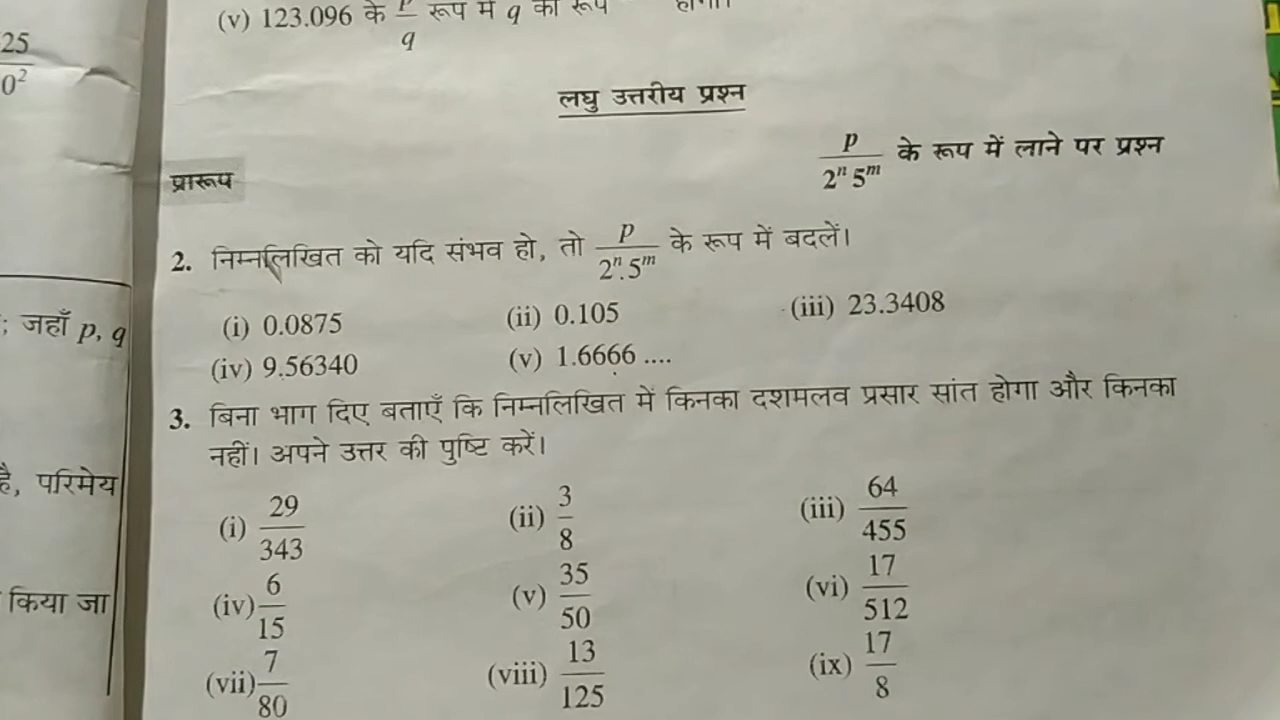 (v) 123.096 के p/q रूप में q का रूप होगा।
25
0²
लघु उत्तरीय प्रश्न
p/2ⁿ 5ᵐ के रूप में लाने पर प्रश्न
प्रारूप
2. निम्नलिखित को यदि संभव हो, तो p/2ⁿ.5ᵐ के रूप में बदलें।
(i) 0.0875 (ii) 0.105 (iii) 23.3408
(iv) 9.56340 (v) 1.6666 ....
; जहाँ p, q
3. बिना भाग दिए बताएँ कि निम्नलिखित में किनका दशमलव प्रसार सांत होगा और किनका
नहीं। अपने उत्तर की पुष्टि करें।
है, परिमेय
(i) 29/343 (ii) 3/8 (iii) 64/455
(iv) 6/15 (v) 35/50 (vi) 17/512
किया जा
(vii) 7/80 (viii) 13/125 (ix) 17/8